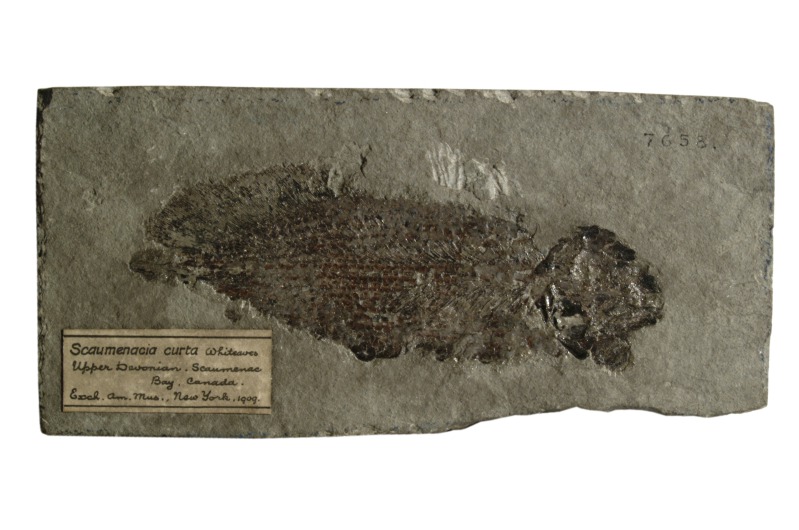 7658.
Scaumenacia curta Whiteaves
Upper Devonian. Scaumenac
Bay, Canada.
Exch. Am. Mus., New York, 1909.